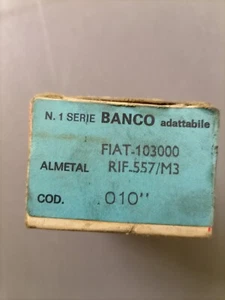 N. 1 SERIE BANCO adattabile
FIAT-103000
ALMETAL RIF.557/M3
COD. .010"